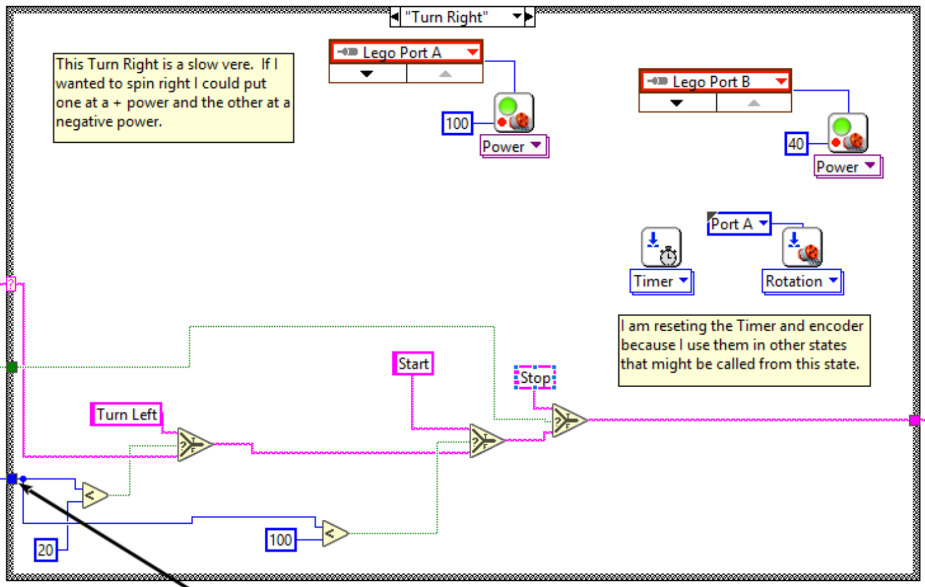 "Turn Right"
This Turn Right is a slow vere. If I
wanted to spin right I could put
one at a + power and the other at a
negative power.
Lego Port A
100
Power
Lego Port B
40
Power
Port A
Timer
Rotation
I am reseting the Timer and encoder
because I use them in other states
that might be called from this state.
?
Start
Stop
Turn Left
?
T
F
?
T
F
?
T
F
<
20
100
<